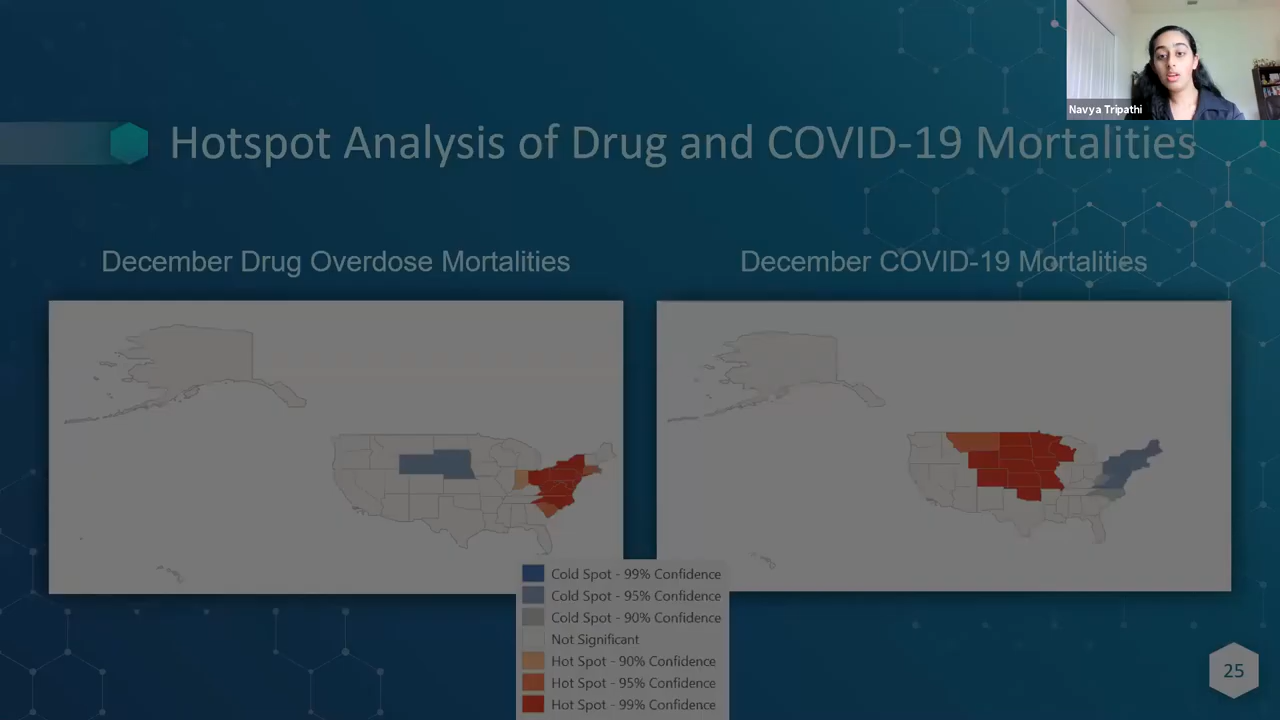 Navya Tripathi
Hotspot Analysis of Drug and COVID-19 Mortalities
December Drug Overdose Mortalities
December COVID-19 Mortalities
Cold Spot - 99% Confidence
Cold Spot - 95% Confidence
Cold Spot - 90% Confidence
Not Significant
Hot Spot - 90% Confidence
Hot Spot - 95% Confidence
Hot Spot - 99% Confidence
25